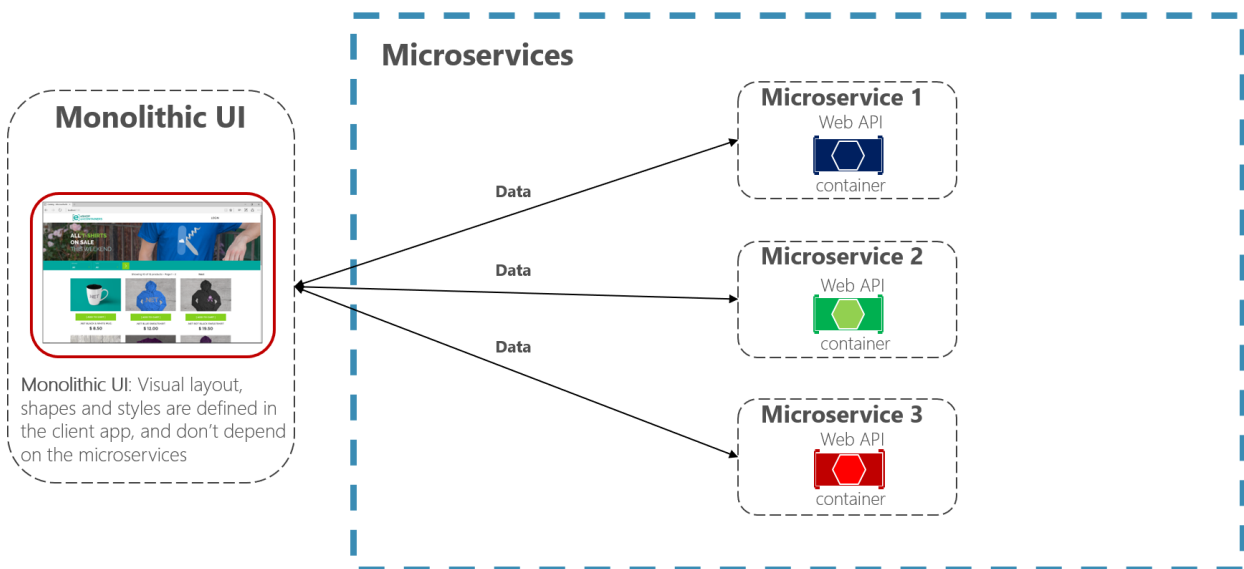 Microservices
Monolithic UI
ALL T-SHIRTS
ON SALE
THIS WEEKEND
$ 8.50
$ 12.00
$ 19.50
Monolithic UI: Visual layout,
shapes and styles are defined in
the client app, and don’t depend
on the microservices
Data
Data
Data
Microservice 1
Web API
container
Microservice 2
Web API
container
Microservice 3
Web API
container